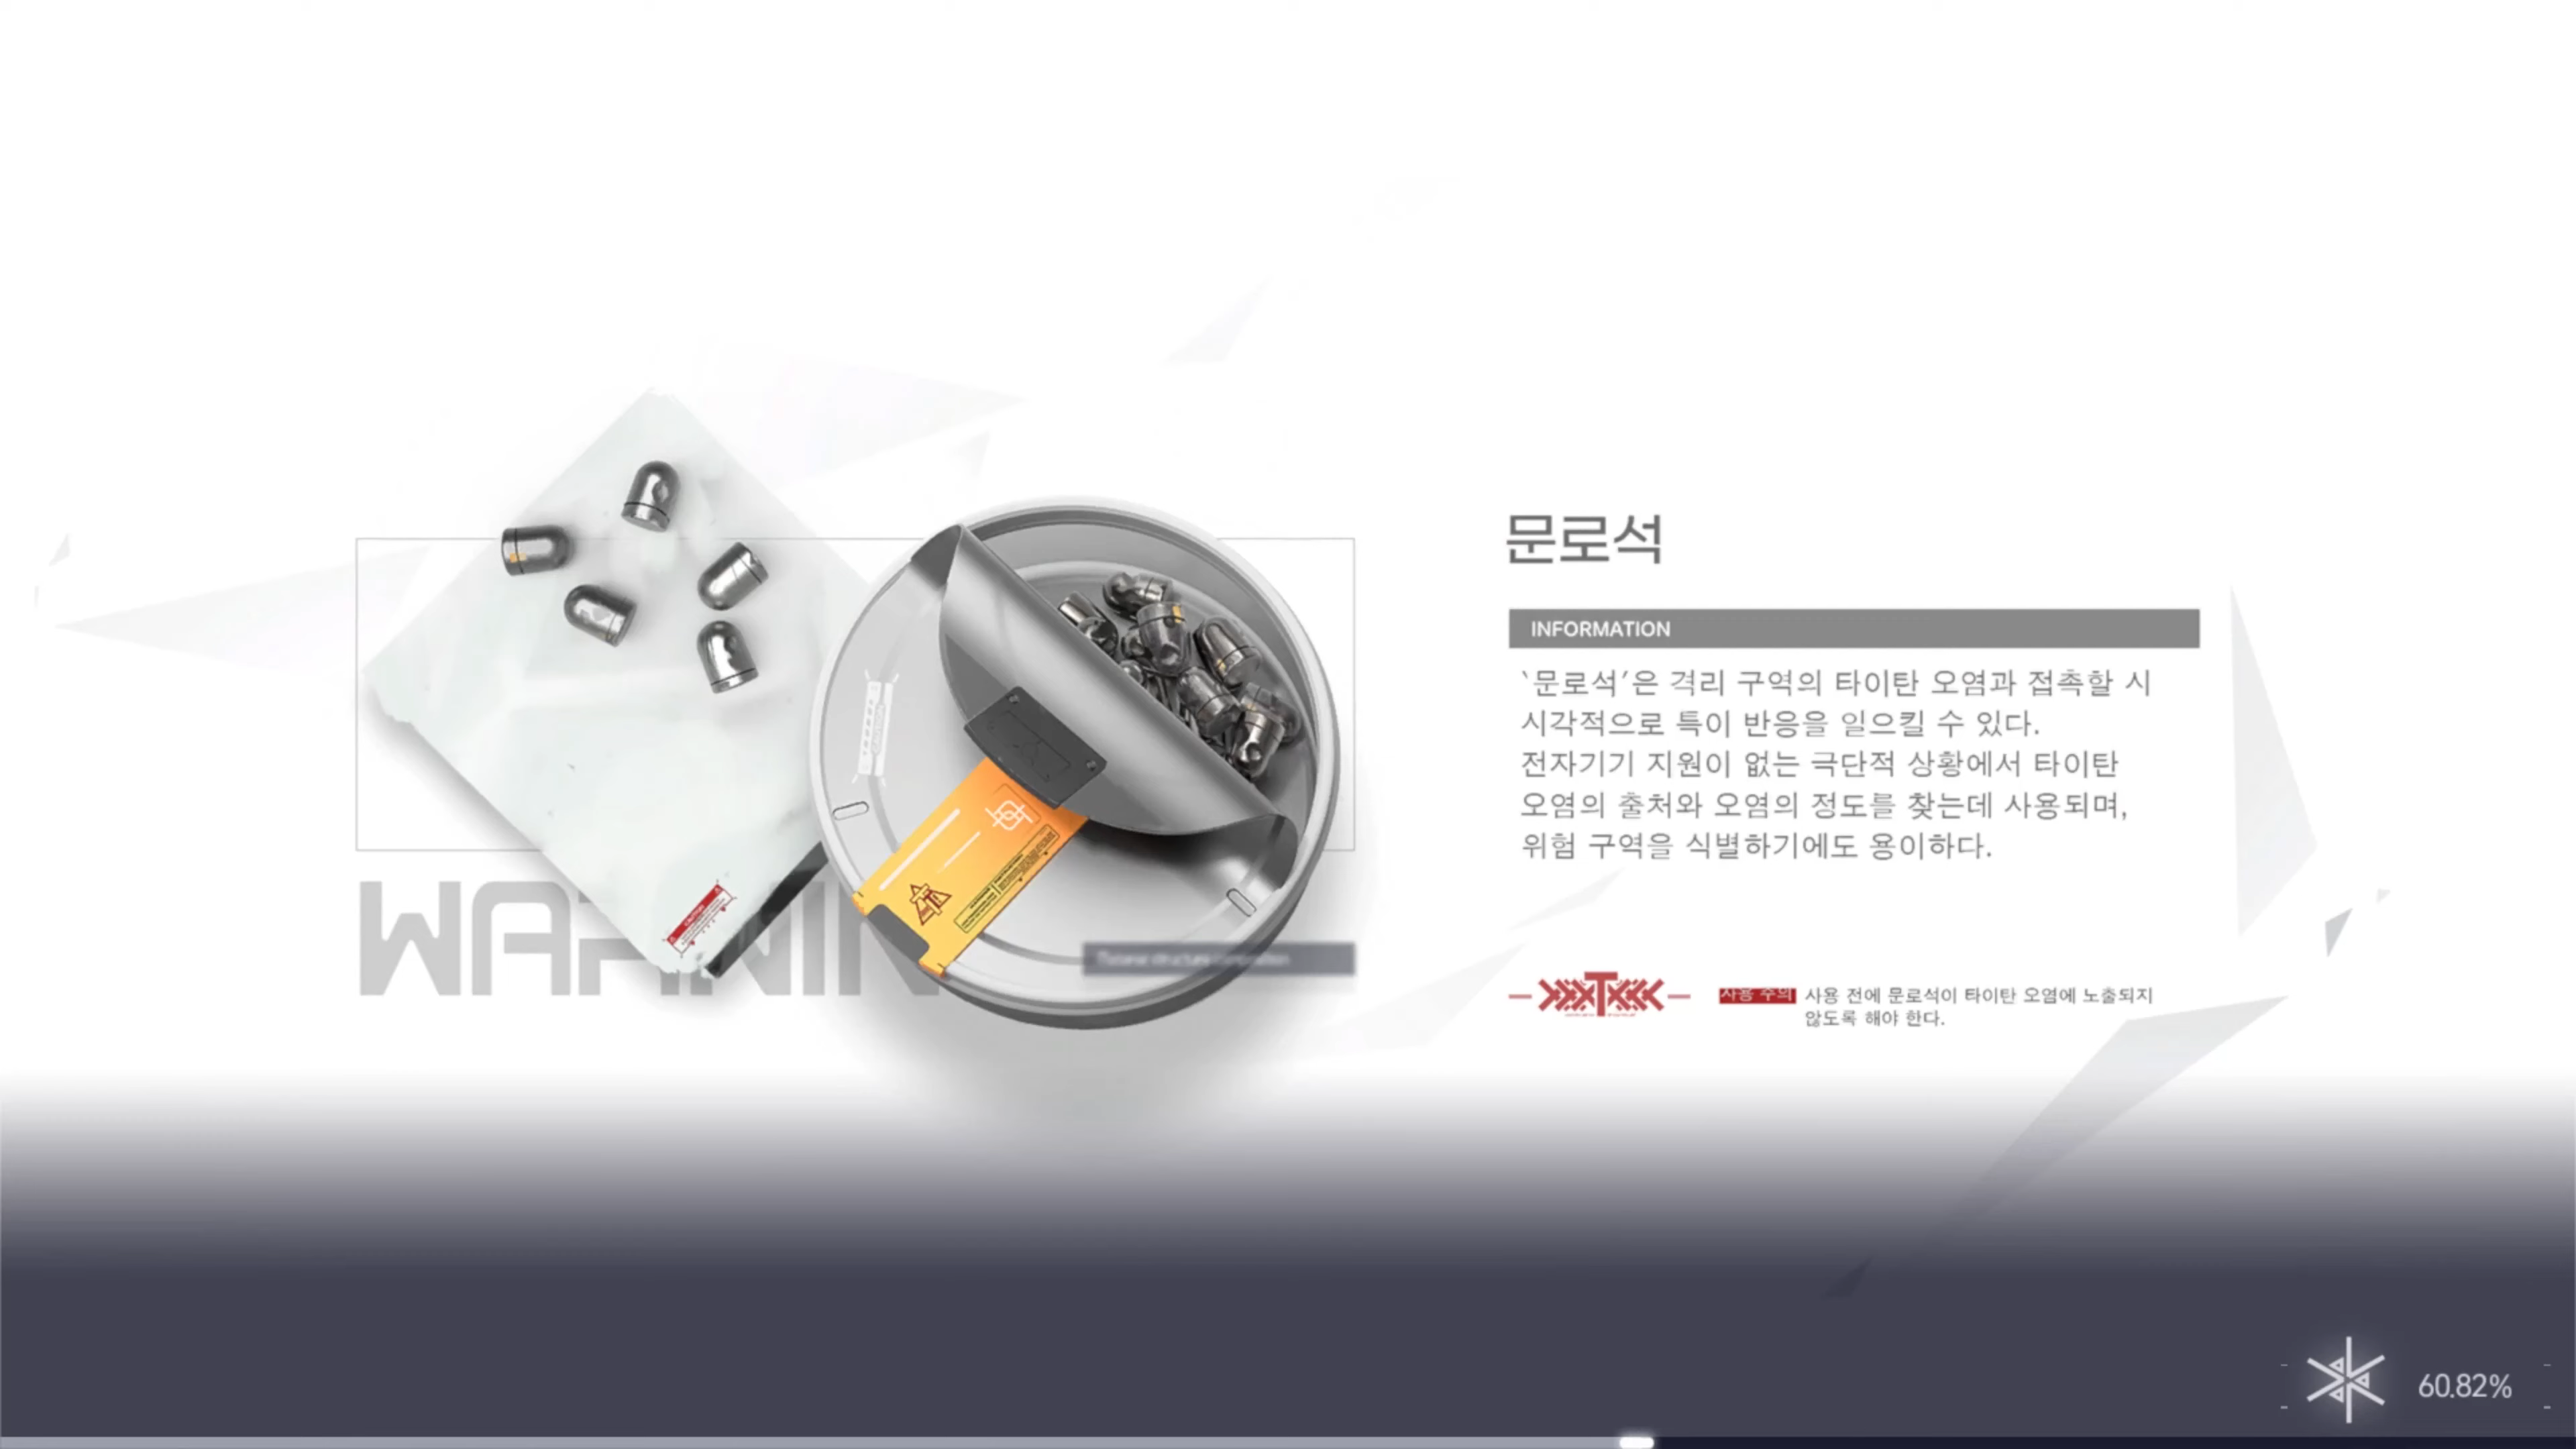 문로석
INFORMATION
‘문로석’은 격리 구역의 타이탄 오염과 접촉할 시
시각적으로 특이 반응을 일으킬 수 있다.
전자기기 지원이 없는 극단적 상황에서 타이탄
오염의 출처와 오염의 정도를 찾는데 사용되며,
위험 구역을 식별하기에도 용이하다.
사용 주의 사용 전에 문로석이 타이탄 오염에 노출되지
않도록 해야 한다.
60.82%